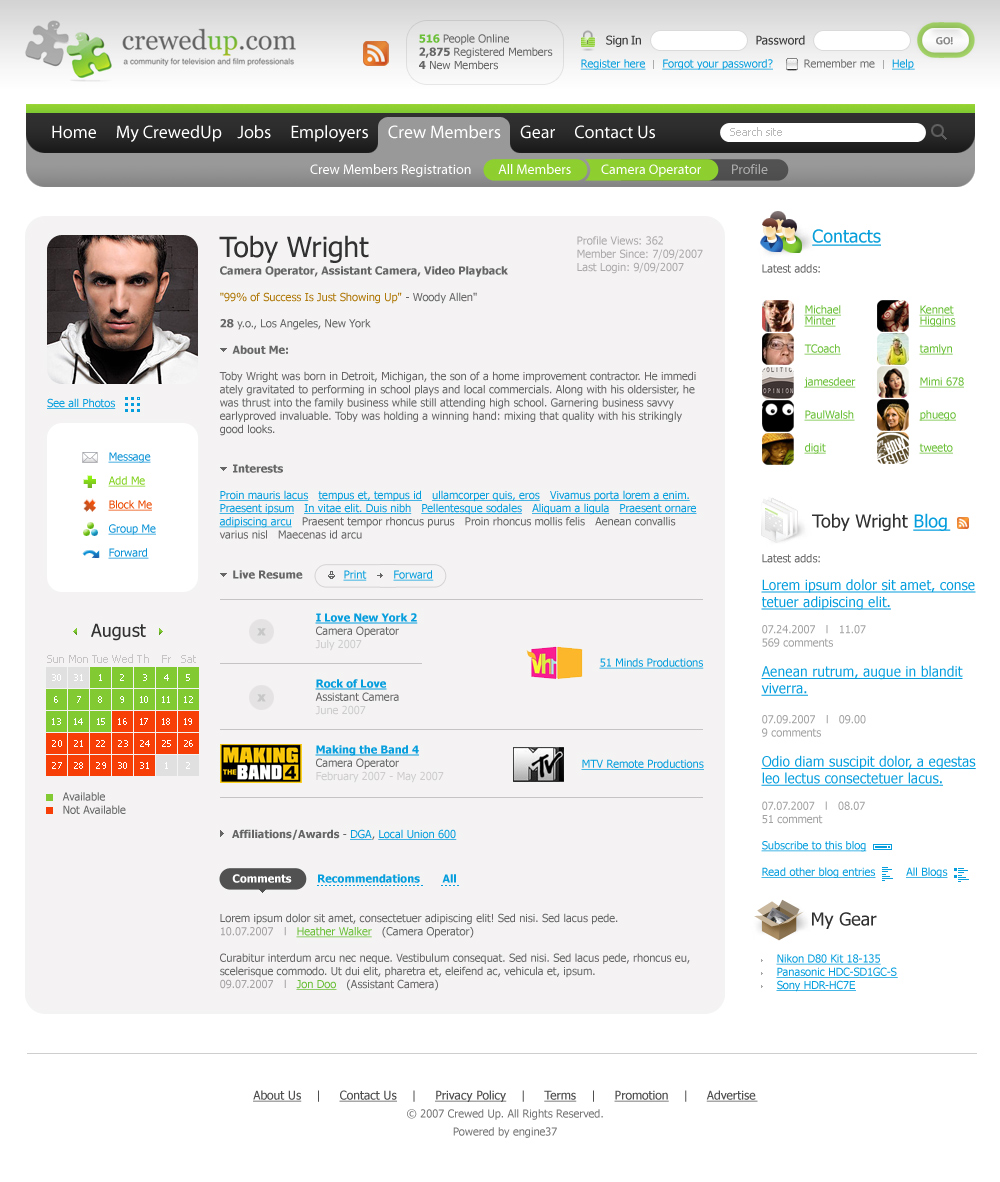 crewedup.com
a community for television and film professionals
516 People Online
2,875 Registered Members
4 New Members
Sign In
Password
GO!
Register here | Forgot your password?
Remember me | Help
Home My CrewedUp Jobs Employers Crew Members Gear Contact Us
Search site
Crew Members Registration
All Members
Camera Operator
Profile
Toby Wright
Profile Views: 362
Member Since: 7/09/2007
Last Login: 9/09/2007
Camera Operator, Assistant Camera, Video Playback
"99% of Success Is Just Showing Up" - Woody Allen"
28 y.o., Los Angeles, New York
About Me:
Toby Wright was born in Detroit, Michigan, the son of a home improvement contractor. He immedi
ately gravitated to performing in school plays and local commercials. Along with his oldersister, he
was thrust into the family business while still attending high school. Garnering business savvy
earlyproved invaluable. Toby was holding a winning hand: mixing that quality with his strikingly
good looks.
See all Photos
Message
Add Me
Block Me
Group Me
Forward
August
Sun Mon Tue Wed Th Fr Sat
30 31 1 2 3 4 5
6 7 8 9 10 11 12
13 14 15 16 17 18 19
20 21 22 23 24 25 26
27 28 29 30 31 1 2
Available
Not Available
Interests
Proin mauris lacus tempus et, tempus id ullamcorper quis, eros Vivamus porta lorem a enim.
Praesent ipsum In vitae elit. Duis nibh Pellentesque sodales Aliquam a ligula Praesent ornare
adipiscing arcu Praesent tempor rhoncus purus Proin rhoncus mollis felis Aenean convallis
varius nisl Maecenas id arcu
Live Resume
Print
Forward
I Love New York 2
Camera Operator
July 2007
Rock of Love
Assistant Camera
June 2007
Vh1
51 Minds Productions
MAKING
THE BAND 4
Making the Band 4
Camera Operator
February 2007 - May 2007
MTV
MTV Remote Productions
Affiliations/Awards - DGA, Local Union 600
Comments
Recommendations
All
Lorem ipsum dolor sit amet, consectetuer adipiscing elit! Sed nisi. Sed lacus pede.
10.07.2007 I Heather Walker (Camera Operator)
Curabitur interdum arcu nec neque. Vestibulum consequat. Sed nisi. Sed lacus pede, rhoncus eu,
scelerisque commodo. Ut dui elit, pharetra et, eleifend ac, vehicula et, ipsum.
09.07.2007 I Jon Doo (Assistant Camera)
Contacts
Latest adds:
Michael
Minter
Kennet
Higgins
TCoach
tamlyn
OPINION
jamesdeer
Mimi 678
PaulWalsh
phuego
digit
HOW
DESIGN
tweeto
Toby Wright Blog
Latest adds:
Lorem ipsum dolor sit amet, conse
tetuer adipiscing elit.
07.24.2007 I 11.07
569 comments
Aenean rutrum, augue in blandit
viverra.
07.09.2007 I 09.00
9 comments
Odio diam suscipit dolor, a egestas
leo lectus consectetuer lacus.
07.07.2007 I 08.07
51 comment
Subscribe to this blog
Read other blog entries
All Blogs
My Gear
Nikon D80 Kit 18-135
Panasonic HDC-SD1GC-S
Sony HDR-HC7E
About Us | Contact Us | Privacy Policy | Terms | Promotion | Advertise
© 2007 Crewed Up. All Rights Reserved.
Powered by engine37